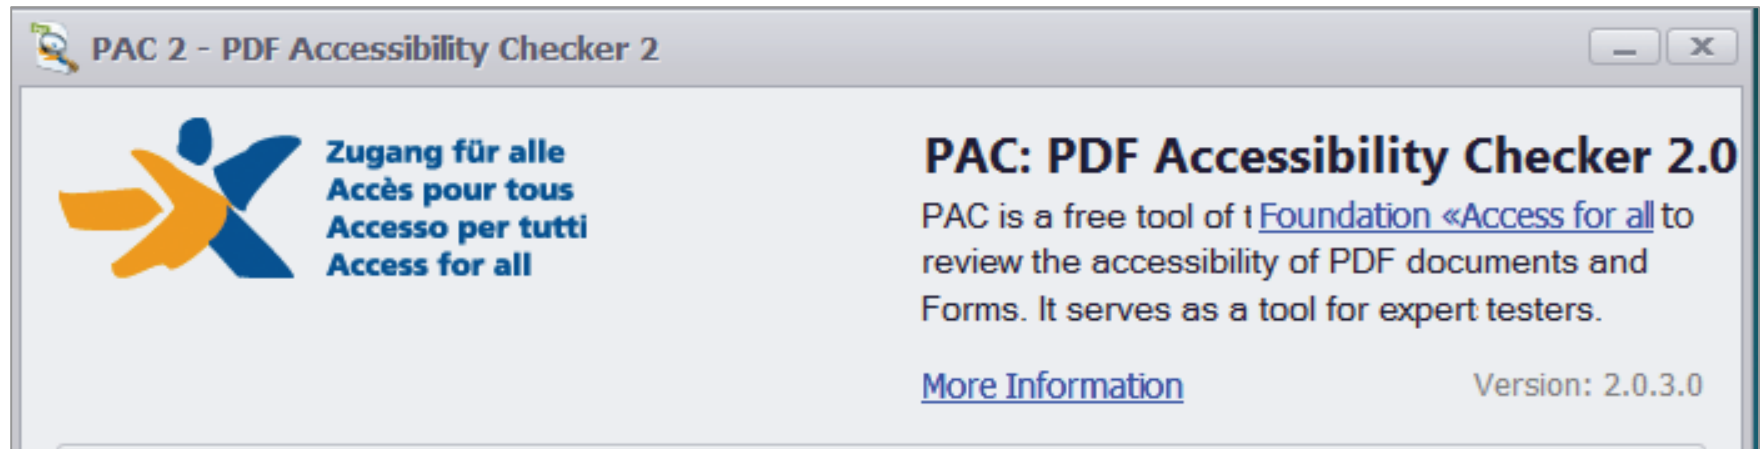 PAC 2 - PDF Accessibility Checker 2
Zugang für alle
Accès pour tous
Accesso per tutti
Access for all
PAC: PDF Accessibility Checker 2.0
PAC is a free tool of t Foundation «Access for all to
review the accessibility of PDF documents and
Forms. It serves as a tool for expert testers.
More Information
Version: 2.0.3.0